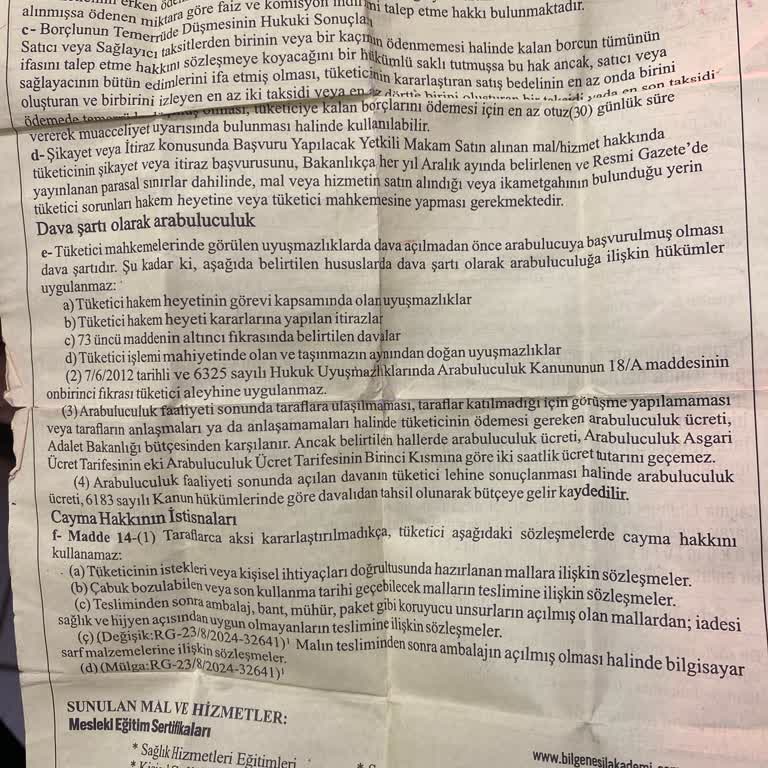 erken
alınmışsa ödenen miktara göre faiz ve komisyon indirimi talep etme hakkı bulunmaktadır.
c- Borçlunun Temerrüde Düşmesinin Hukuki Sonuçları
Satıcı veya Sağlayıcı taksitlerden birinin veya bir kaçının ödenmemesi halinde kalan borcun tümünün
ifasını talep etme hakkını sözleşmeye koyacağını bir hükümlü saklı tutmuşsa bu hak ancak, satıcı veya
sağlayacının bütün edimlerini ifa etmiş olması, tüketicinin kararlaştıran satış bedelinin en az onda birini
oluşturan ve birbirini izleyen en az iki taksidi veya en az dörtte birini oluşturan bir taksidi yada en son taksidi
ödemede olması, tüketiciye kalan borçlarını ödemesi için en az otuz(30) günlük süre
vererek muacceliyet uyarısında bulunması halinde kullanılabilir.
d- Şikayet veya İtiraz konusunda Başvuru Yapılacak Yetkili Makam Satın alınan mal/hizmet hakkında
tüketicinin şikayet veya itiraz başvurusunu, Bakanlıkça her yıl Aralık ayında belirlenen ve Resmi Gazete'de
yayınlanan parasal sınırlar dahilinde, mal veya hizmetin satın alındığı veya ikametgahının bulunduğu yerin
tüketici sorunları hakem heyetine veya tüketici mahkemesine yapması gerekmektedir.
Dava şartı olarak arabuluculuk
e- Tüketici mahkemelerinde görülen uyuşmazlıklarda dava açılmadan önce arabulucuya başvurulmuş olması
dava şartıdır. Şu kadar ki, aşağıda belirtilen hususlarda dava şartı olarak arabuluculuğa ilişkin hükümler
uygulanmaz:
a) Tüketici hakem heyetinin görevi kapsamında olan uyuşmazlıklar
b) Tüketici hakem heyeti kararlarına yapılan itirazlar
c) 73 üncü maddenin altıncı fıkrasında belirtilen davalar
d) Tüketici işlemi mahiyetinde olan ve taşınmazın aynından doğan uyuşmazlıklar
(2) 7/6/2012 tarihli ve 6325 sayılı Hukuk Uyuşmazlıklarında Arabuluculuk Kanununun 18/A maddesinin
onbirinci fıkrası tüketici aleyhine uygulanmaz.
(3) Arabuluculuk faaliyeti sonunda taraflara ulaşılmaması, taraflar katılmadığı için görüşme yapılamaması
veya tarafların anlaşmaları ya da anlaşamamaları halinde tüketicinin ödemesi gereken arabuluculuk ücreti,
Adalet Bakanlığı bütçesinden karşılanır. Ancak belirtilen hallerde arabuluculuk ücreti, Arabuluculuk Asgari
Ücret Tarifesinin eki Arabuluculuk Ücret Tarifesinin Birinci Kısmına göre iki saatlik ücret tutarını geçemez.
(4) Arabuluculuk faaliyeti sonunda açılan davanın tüketici lehine sonuçlanması halinde arabuluculuk
ücreti, 6183 sayılı Kanun hükümlerinde göre davalıdan tahsil olunarak bütçeye gelir kaydedilir.
Cayma Hakkının İstisnaları
f- Madde 14-(1) Taraflarca aksi kararlaştırılmadıkça, tüketici aşağıdaki sözleşmelerde cayma hakkını
kullanamaz:
(a) Tüketicinin istekleri veya kişisel ihtiyaçları doğrultusunda hazırlanan mallara ilişkin sözleşmeler.
(b) Çabuk bozulabilen veya son kullanma tarihi geçebilecek malların teslimine ilişkin sözleşmeler.
(c) Tesliminden sonra ambalaj, bant, mühür, paket gibi koruyucu unsurların açılmış olan mallardan; iadesi
sağlık ve hijyen açısından uygun olmayanların teslimine ilişkin sözleşmeler.
(ç) (Değişik:RG-23/8/2024-32641)¹ Malın tesliminden sonra ambalajın açılmış olması halinde bilgisayar
sarf malzemelerine ilişkin sözleşmeler.
(d) (Mülga:RG-23/8/2024-32641)¹
SUNULAN MAL VE HİZMETLER:
Mesleki Eğitim Sertifikaları
* Sağlık Hizmetleri Eğitimleri
www.bilgenesilakademi